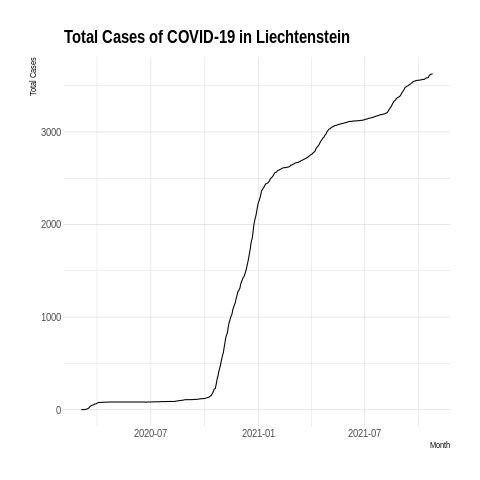 Total Cases of COVID-19 in Liechtenstein
Total Cases
3000
2000
1000
0
2020-07
2021-01
2021-07
Month